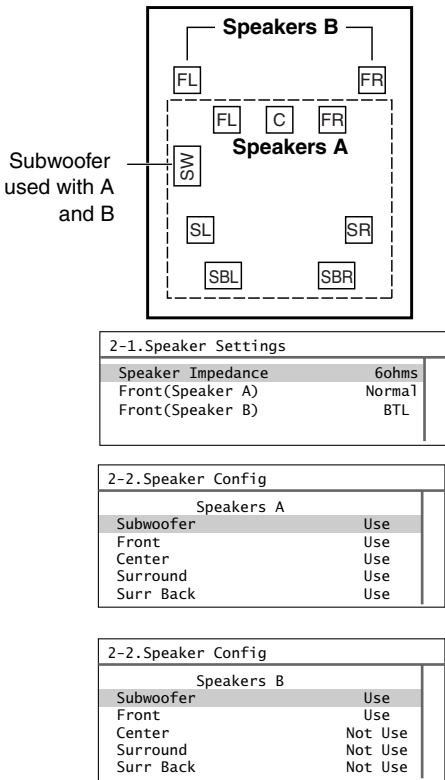 Speakers B
FL FR
FL C FR
Speakers A
Subwoofer
used with A
and B
SW
SL SR
SBL SBR
2-1.Speaker Settings
Speaker Impedance 6ohms
Front(Speaker A) Normal
Front(Speaker B) BTL
2-2.Speaker Config
Speakers A
Subwoofer Use
Front Use
Center Use
Surround Use
Surr Back Use
2-2.Speaker Config
Speakers B
Subwoofer Use
Front Use
Center Not Use
Surround Not Use
Surr Back Not Use